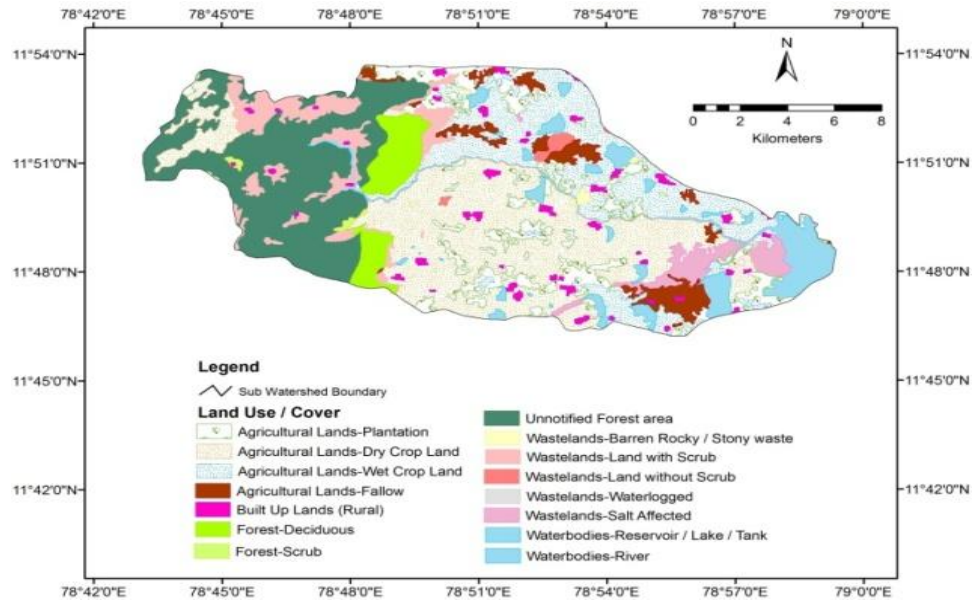 78°42'0"E 78°45'0"E 78°48'0"E 78°51'0"E 78°54'0"E 78°57'0"E 79°0'0"E
11°54'0"N 11°54'0"N
N
0 1 2 4 6 8
Kilometers
11°51'0"N 11°51'0"N
11°48'0"N 11°48'0"N
11°45'0"N 11°45'0"N
11°42'0"N 11°42'0"N
Legend
Sub Watershed Boundary
Land Use / Cover
Agricultural Lands-Plantation
Agricultural Lands-Dry Crop Land
Agricultural Lands-Wet Crop Land
Agricultural Lands-Fallow
Built Up Lands (Rural)
Forest-Deciduous
Forest-Scrub
Unnotified Forest area
Wastelands-Barren Rocky / Stony waste
Wastelands-Land with Scrub
Wastelands-Land without Scrub
Wastelands-Waterlogged
Wastelands-Salt Affected
Waterbodies-Reservoir / Lake / Tank
Waterbodies-River
78°42'0"E 78°45'0"E 78°48'0"E 78°51'0"E 78°54'0"E 78°57'0"E 79°0'0"E